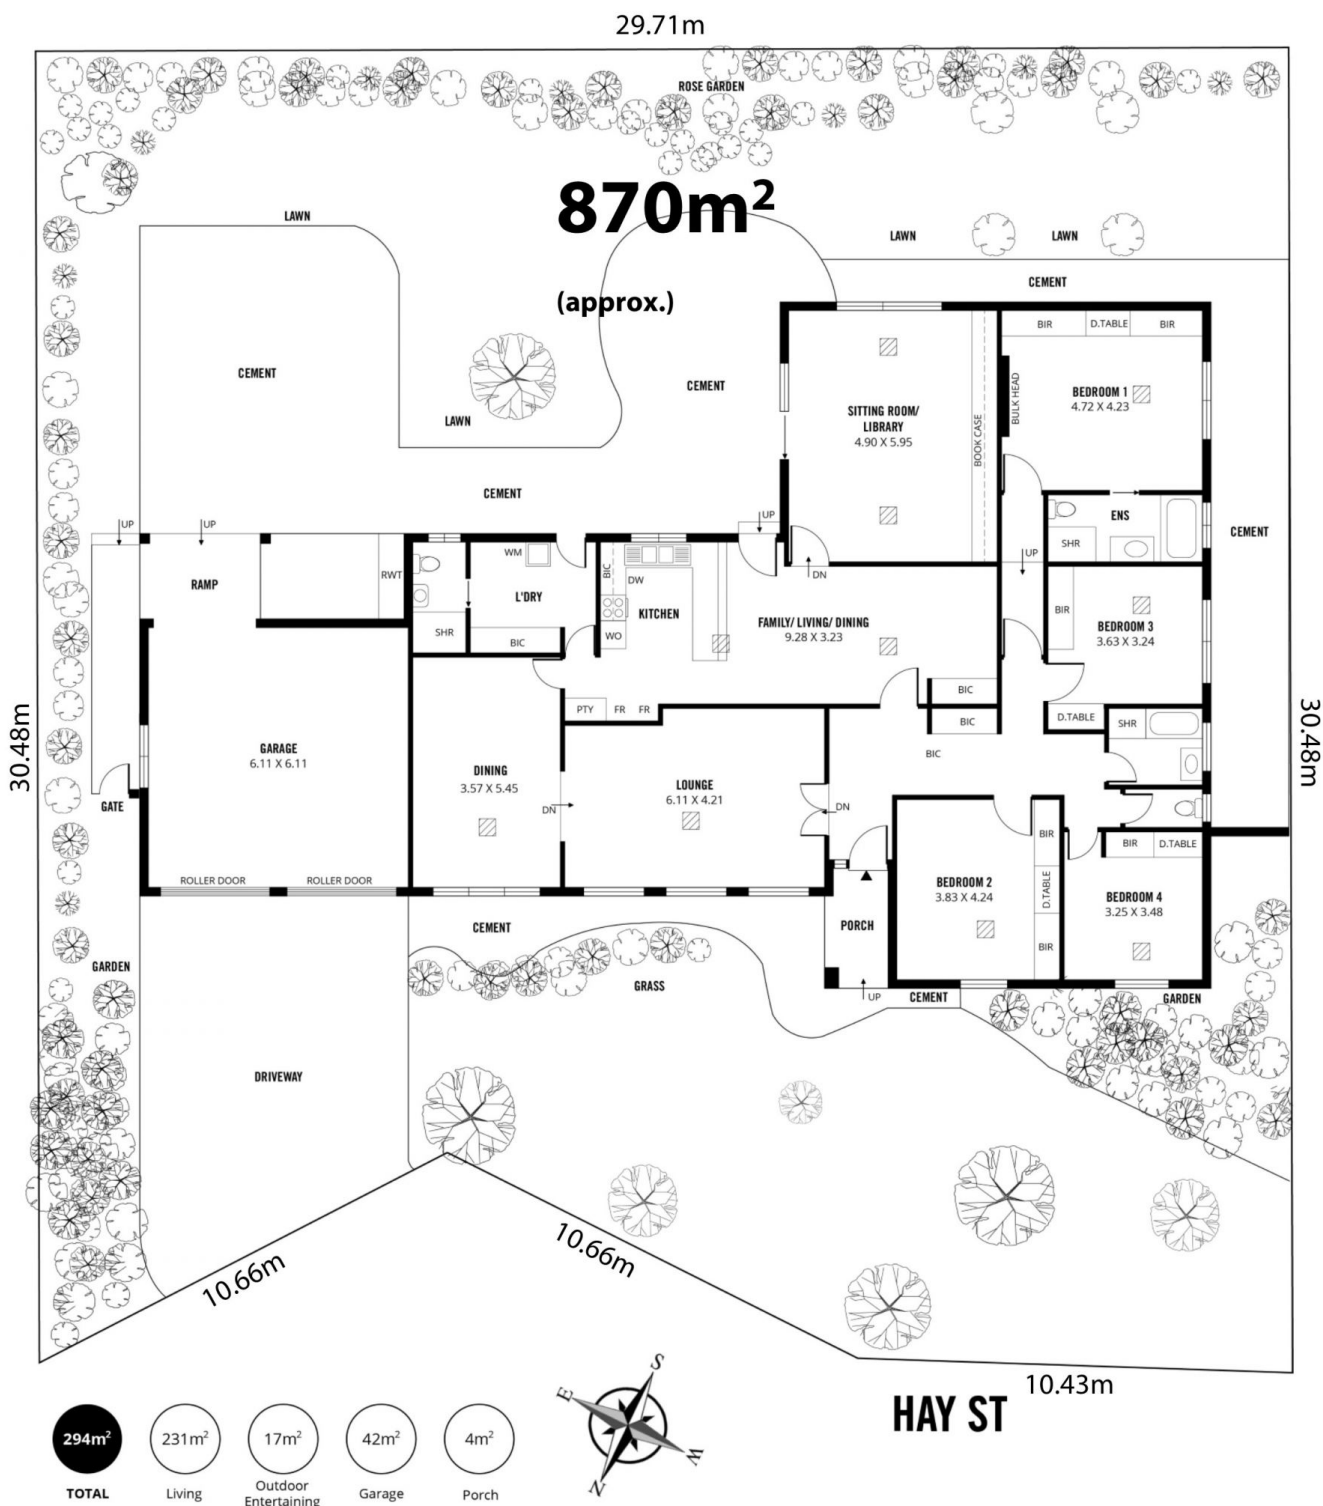 29.71m
ROSE GARDEN
870m²
(approx.)
LAWN
LAWN
LAWN
CEMENT
BIR
D.TABLE
BIR
CEMENT
CEMENT
LAWN
SITTING ROOM/
LIBRARY
4.90 X 5.95
BOOK CASE
BULK HEAD
BEDROOM 1
4.72 X 4.23
CEMENT
UP
UP
UP
ENS
SHR
CEMENT
RAMP
RWT
WM
L'DRY
SHR
BIC
BIC
DW
WO
KITCHEN
FAMILY/ LIVING/ DINING
9.28 X 3.23
DN
UP
BIR
BEDROOM 3
3.63 X 3.24
PTY
FR
FR
BIC
BIC
BIC
D.TABLE
SHR
30.48m
30.48m
GARAGE
6.11 X 6.11
DINING
3.57 X 5.45
LOUNGE
6.11 X 4.21
DN
DN
GATE
ROLLER DOOR
ROLLER DOOR
BIR
D.TABLE
BIR
BEDROOM 2
3.83 X 4.24
BIR
D.TABLE
BEDROOM 4
3.25 X 3.48
CEMENT
PORCH
GARDEN
GRASS
UP
CEMENT
GARDEN
DRIVEWAY
10.66m
10.66m
10.43m
HAY ST
S
E
W
N
294m²
231m²
17m²
42m²
4m²
TOTAL
Living
Outdoor
Entertaining
Garage
Porch